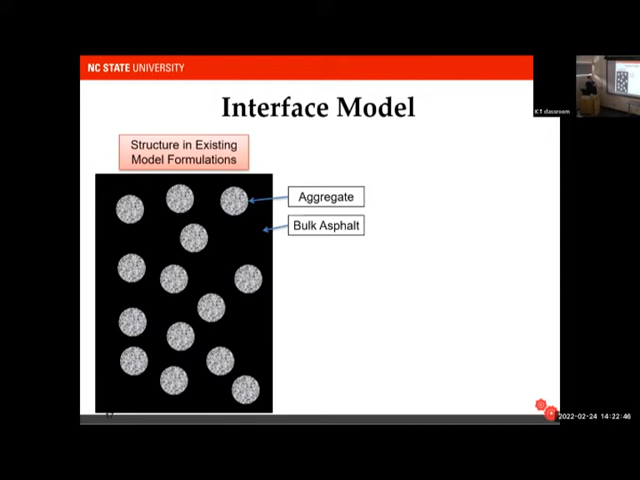 NC STATE UNIVERSITY
Interface Model
Structure in Existing
Model Formulations
Aggregate
Bulk Asphalt
ICT classroom
2022-02-24 14:22:46